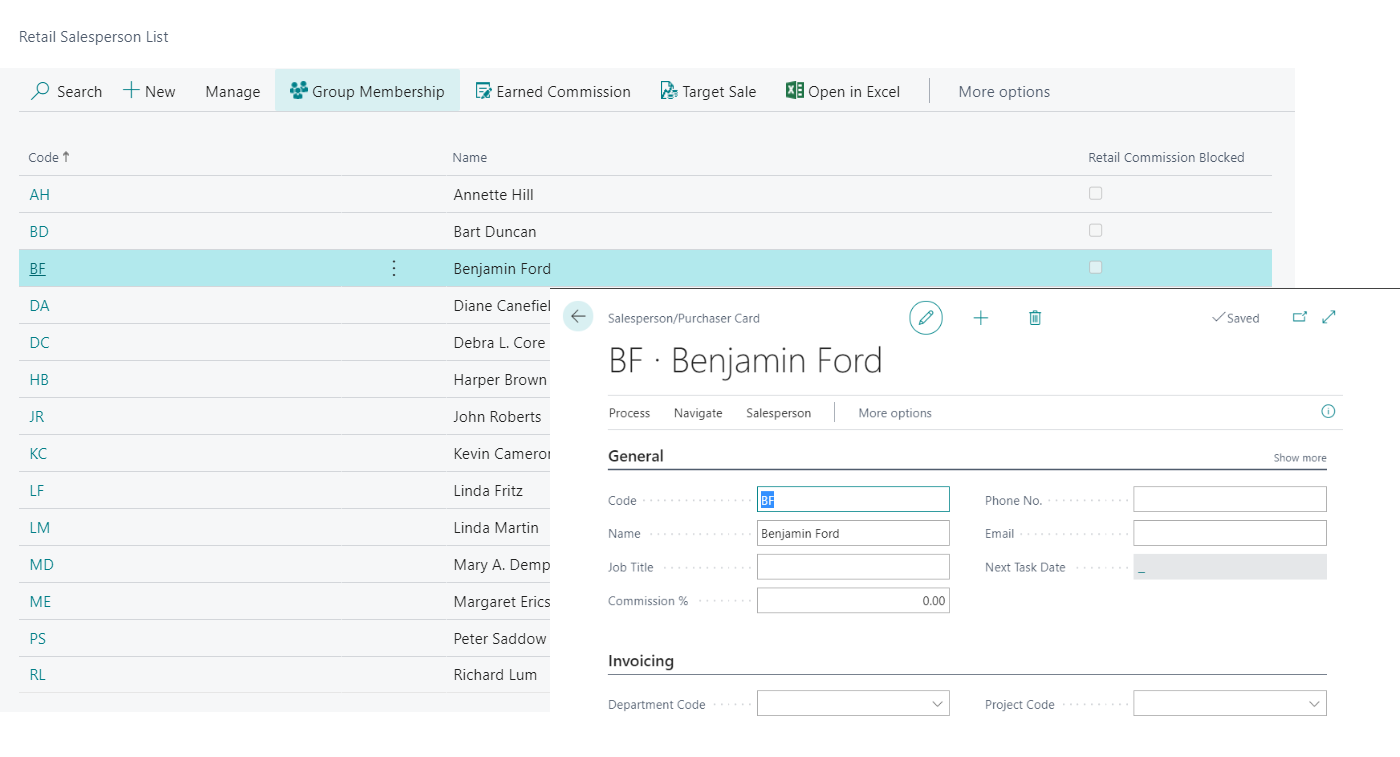 Retail Salesperson List
Search New Manage Group Membership Earned Commission Target Sale Open in Excel More options
Code Name Retail Commission Blocked
AH Annette Hill
BD Bart Duncan
BF Benjamin Ford
DA Diane
DC Debra L. Core
HB Harper Brown
JR John Roberts
KC Kevin
LF Linda Fritz
LM Linda Martin
MD Mary A.
ME Margaret
PS Peter Saddow
RL Richard Lum
Salesperson/Purchaser Card Saved
BF · Benjamin Ford
Process Navigate Salesperson More options
General Show more
Code BF Phone No.
Name Benjamin Ford Email
Job Title Next Task Date _
Commission % 0.00
Invoicing
Department Code Project Code